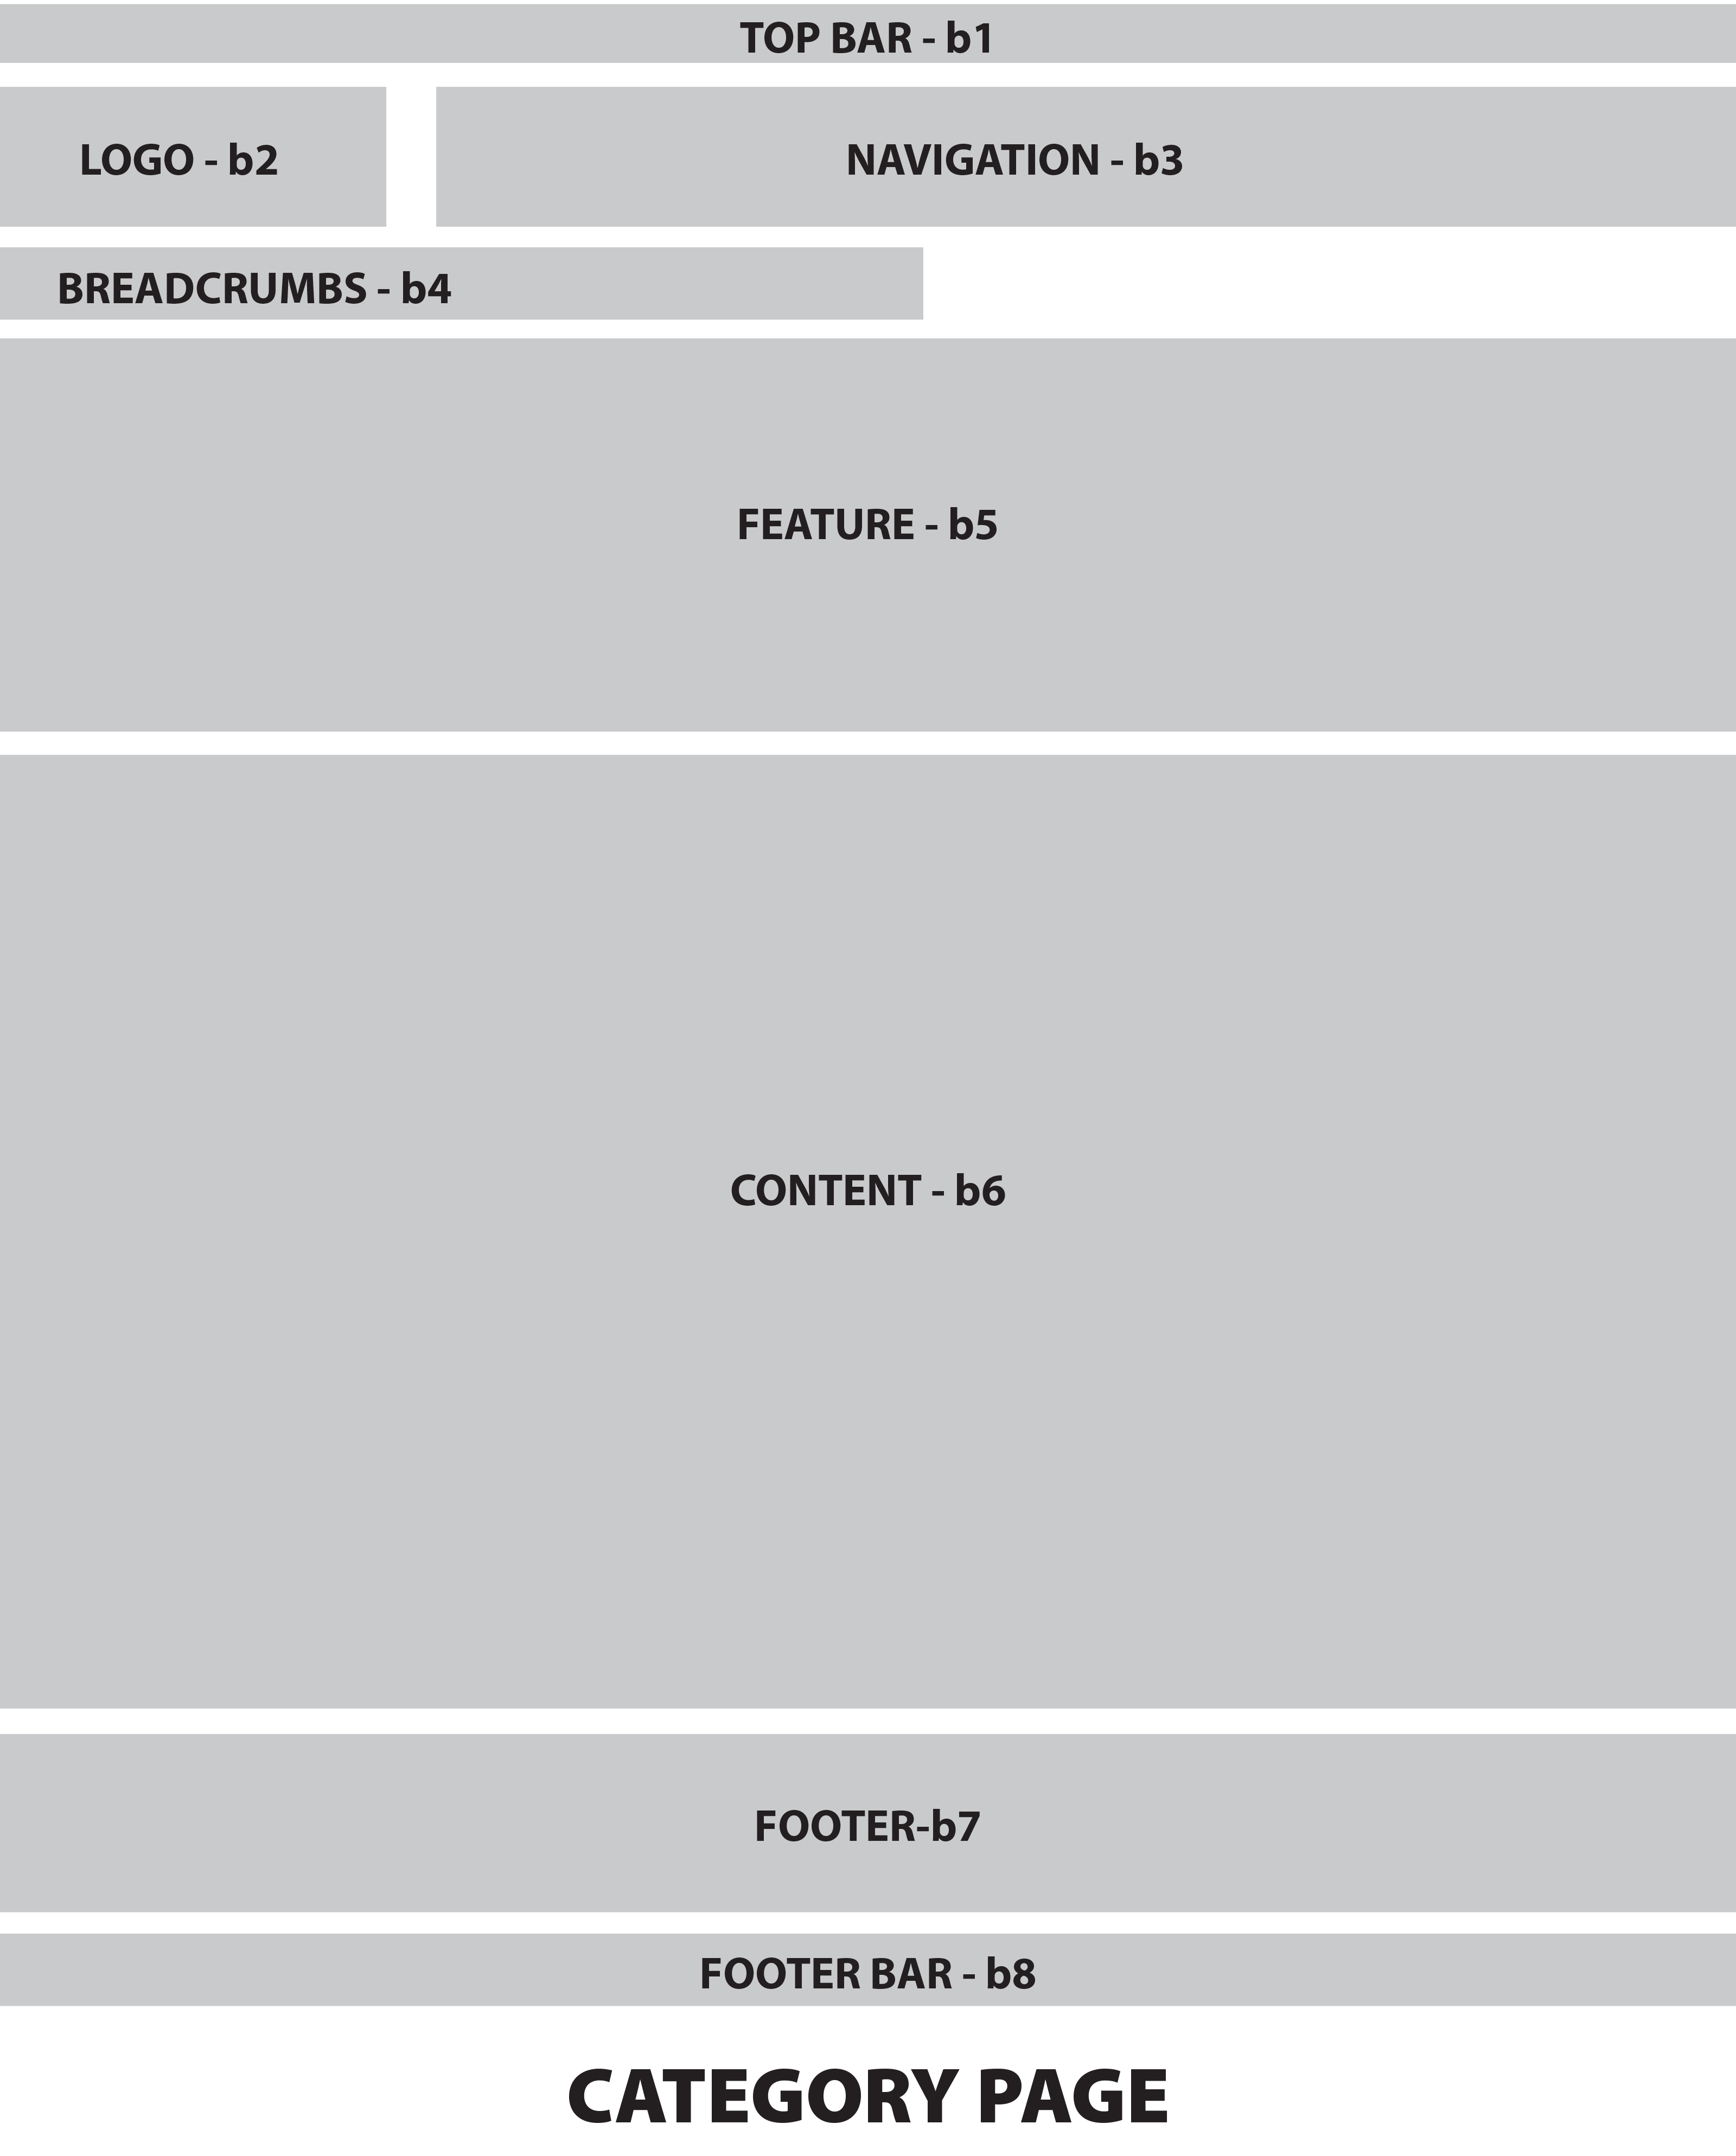 TOP BAR - b1
LOGO - b2
NAVIGATION - b3
BREADCRUMBS - b4
FEATURE - b5
CONTENT - b6
FOOTER-b7
FOOTER BAR - b8
CATEGORY PAGE